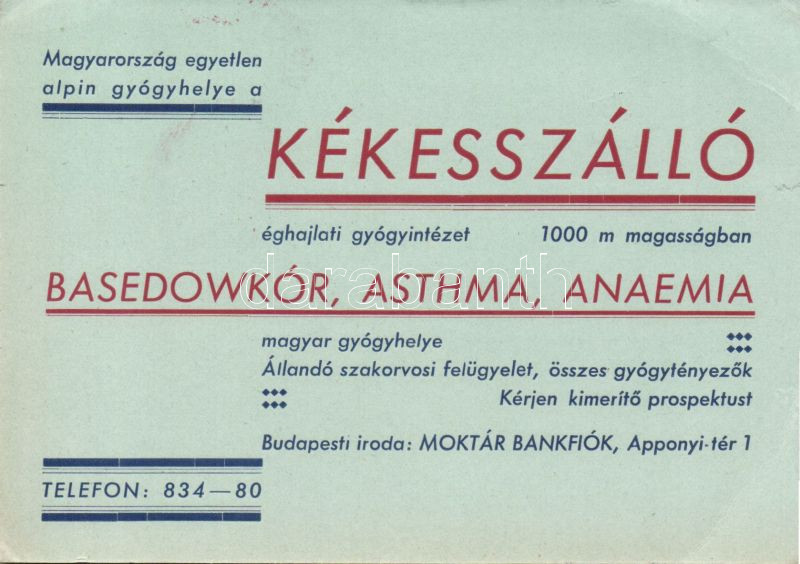 Magyarország egyetlen
alpin gyógyhelye a
KÉKESSZÁLLÓ
éghajlati gyógyintézet 1000 m magasságban
BASEDOWKÓR, ASTHMA, ANAEMIA
darabanth
magyar gyógyhelye
Állandó szakorvosi felügyelet, összes gyógytényezők
Kérjen kimerítő prospektust
Budapesti iroda: MOKTÁR BANKFIÓK, Apponyi-tér 1
TELEFON: 834—80